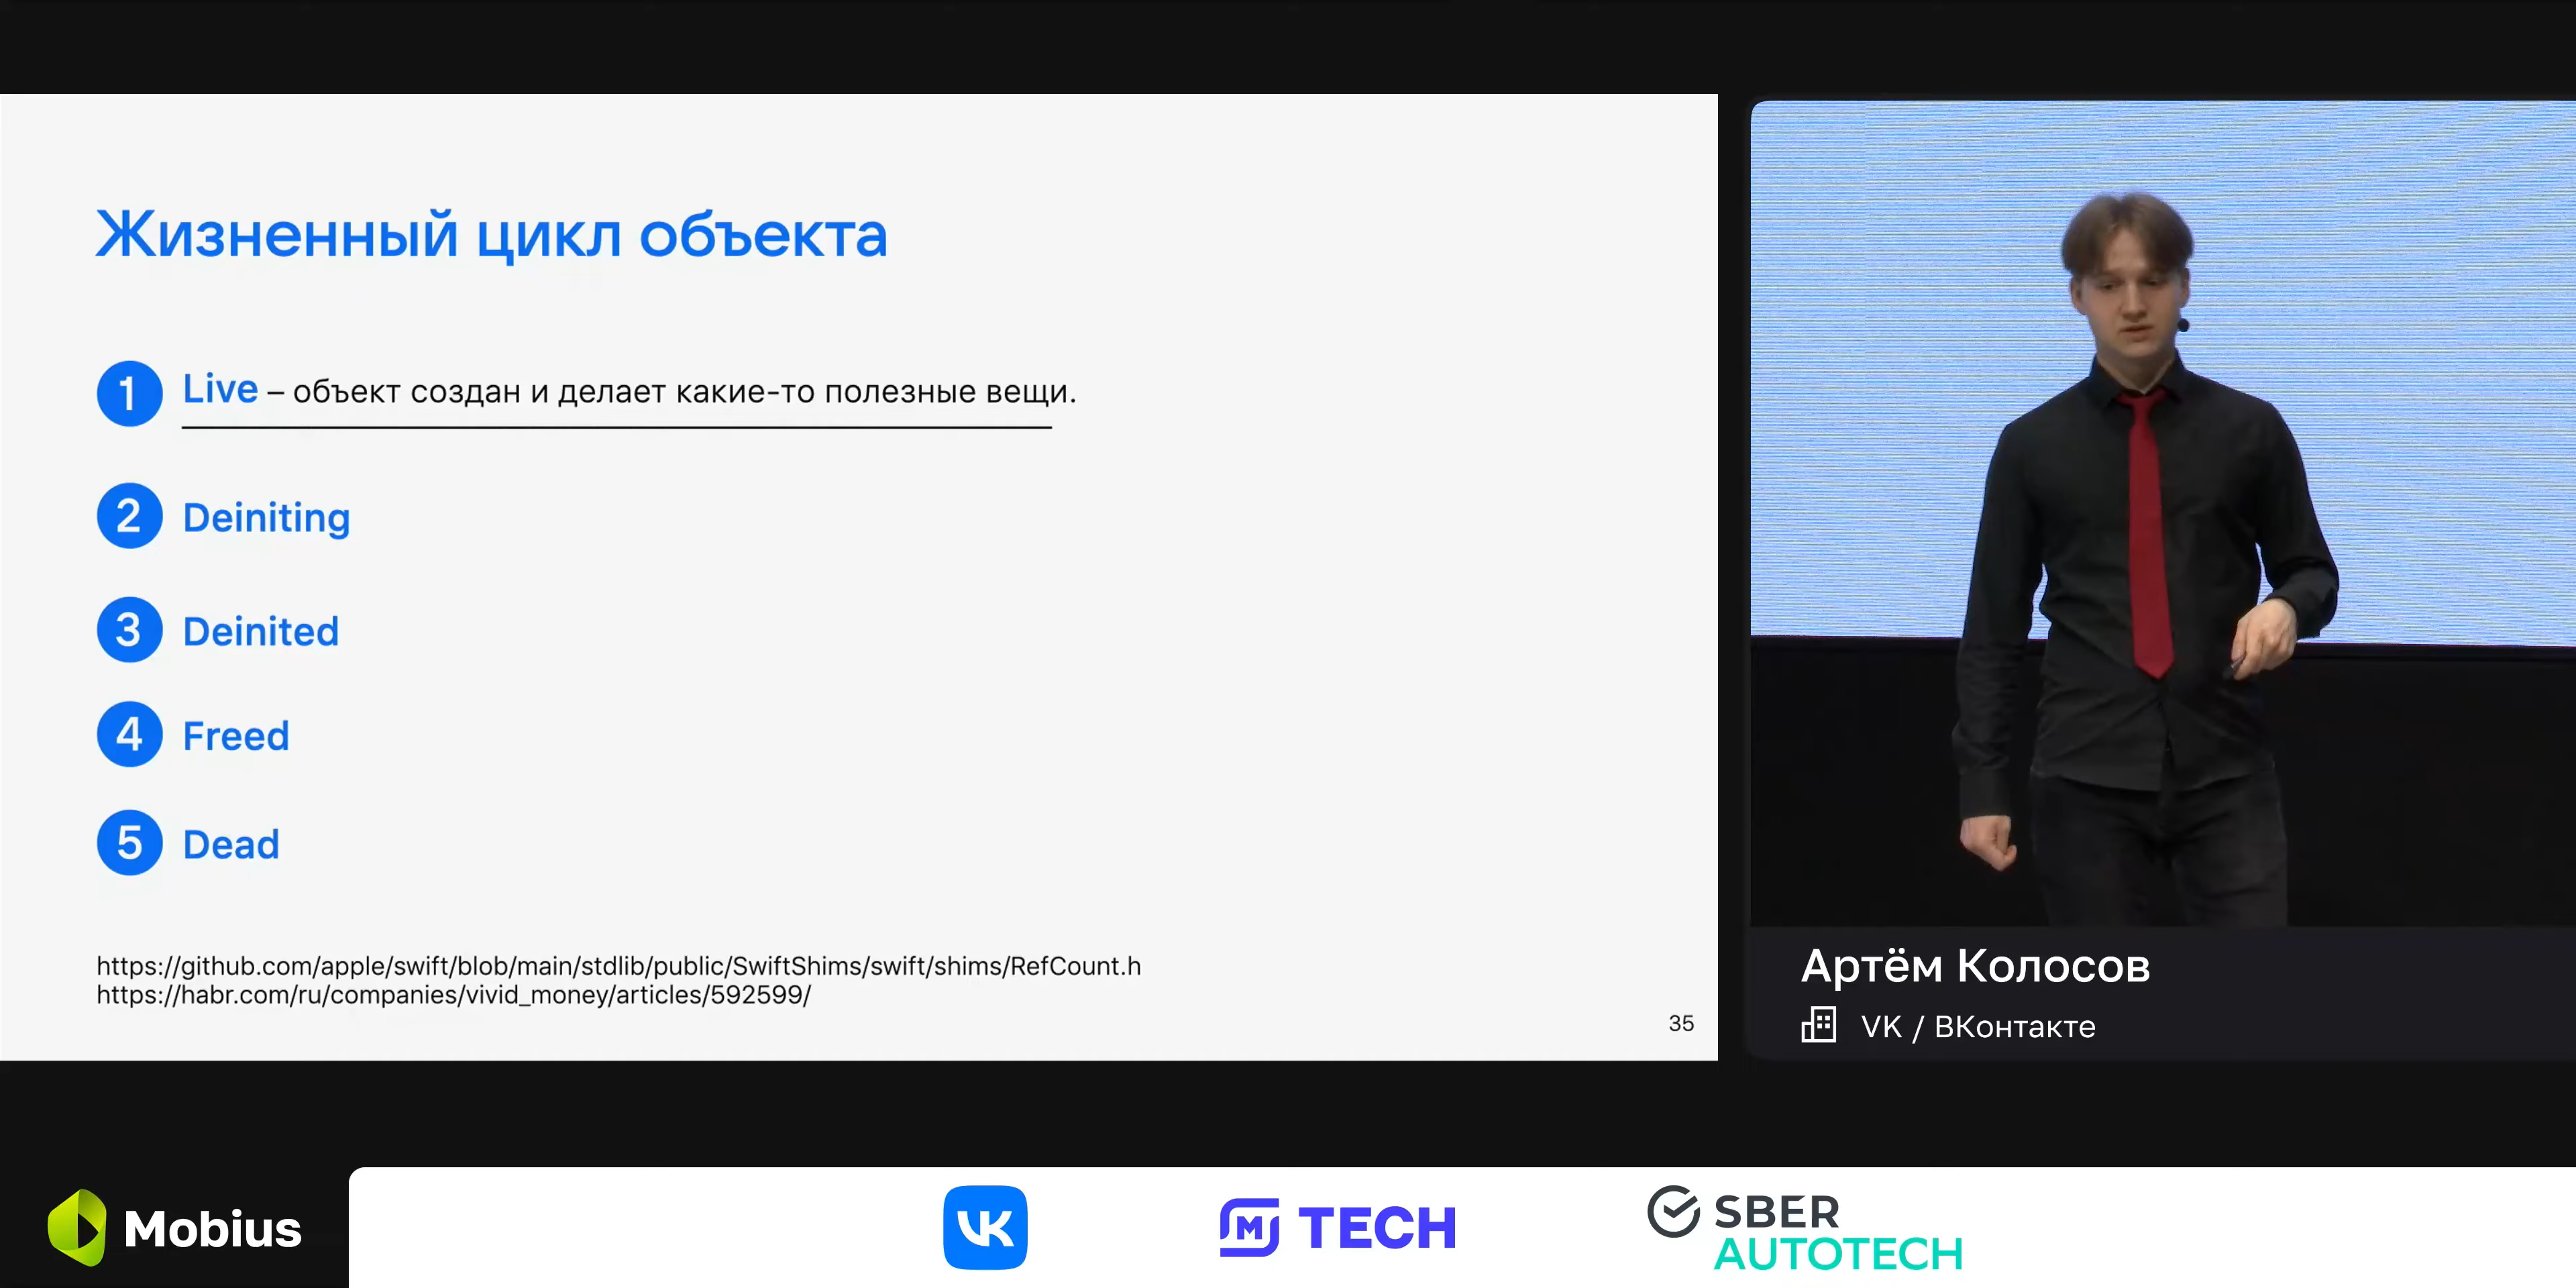 Жизненный цикл объекта
1 Live – объект создан и делает какие-то полезные вещи.
2 Deiniting
3 Deinited
4 Freed
5 Dead
https://github.com/apple/swift/blob/main/stdlib/public/SwiftShims/swift/shims/RefCount.h
https://habr.com/ru/companies/vivid_money/articles/592599/
35
Артём Колосов
VK / ВКонтакте
Mobius
VK
M TECH
SBER
AUTOTECH